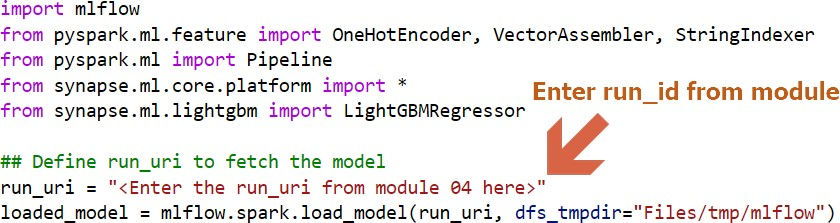 import mlflow
from pyspark.ml.feature import OneHotEncoder, VectorAssembler, StringIndexer
from pyspark.ml import Pipeline
from synapse.ml.core.platform import *
from synapse.ml.lightgbm import LightGBMRegressor
Enter run_id from module
## Define run_uri to fetch the model
run_uri = "<Enter the run_uri from module 04 here>"
loaded_model = mlflow.spark.load_model(run_uri, dfs_tmpdir="Files/tmp/mlflow")